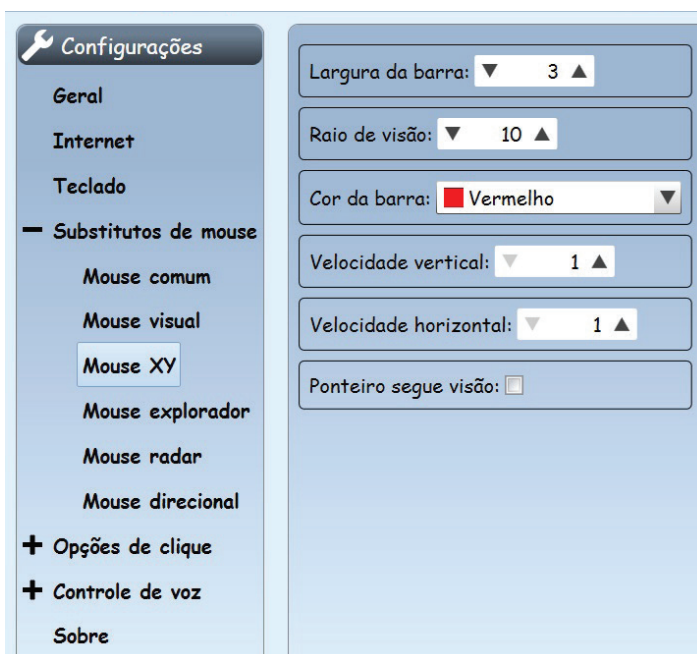 Configurações
Geral
Internet
Teclado
Substitutos de mouse
Mouse comum
Mouse visual
Mouse XY
Mouse explorador
Mouse radar
Mouse direcional
Opções de clique
Controle de voz
Sobre
Largura da barra: 3
Raio de visão: 10
Cor da barra: Vermelho
Velocidade vertical: 1
Velocidade horizontal: 1
Ponteiro segue visão: